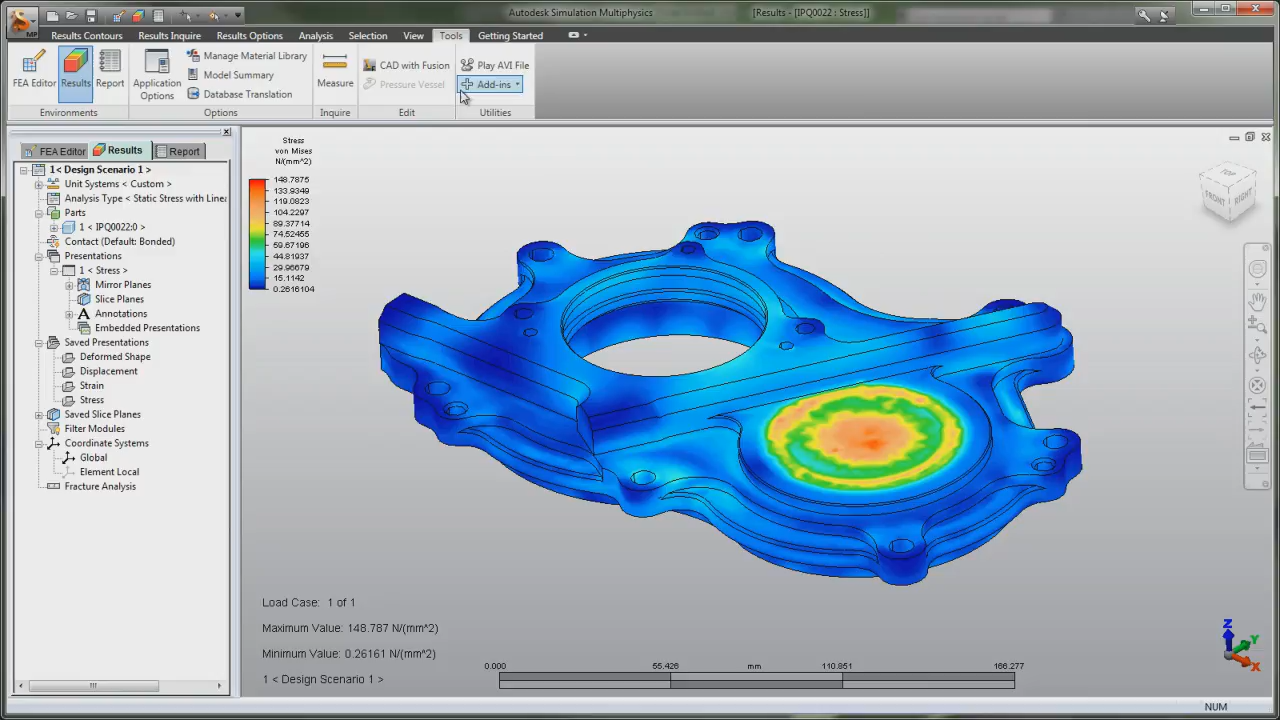 Autodesk Simulation Multiphysics
[Results - [IPQ0022 : Stress]]
MP
Results Contours
Results Inquire
Results Options
Analysis
Selection
View
Tools
Getting Started
FEA Editor
Results
Report
Environments
Application Options
Manage Material Library
Model Summary
Database Translation
Options
Measure
Inquire
CAD with Fusion
Pressure Vessel
Edit
Play AVI File
Add-ins
Utilities
FEA Editor
Results
Report
1< Design Scenario 1 >
Unit Systems < Custom >
Analysis Type < Static Stress with Linea
Parts
1 < IPQ0022:0 >
Contact (Default: Bonded)
Presentations
1 < Stress >
Mirror Planes
Slice Planes
A Annotations
Embedded Presentations
Saved Presentations
Deformed Shape
Displacement
Strain
Stress
Saved Slice Planes
Filter Modules
Coordinate Systems
Global
Element Local
Fracture Analysis
Stress
von Mises
N/(mm^2)
148.7875
133.9349
119.0823
104.2297
89.37714
74.52455
59.67196
44.81937
29.96679
15.1142
0.2616104
TOP
FRONT
RIGHT
Load Case: 1 of 1
Maximum Value: 148.787 N/(mm^2)
Minimum Value: 0.26161 N/(mm^2)
1 < Design Scenario 1 >
0.000
55.426
mm
110.851
166.277
Z
Y
X
NUM